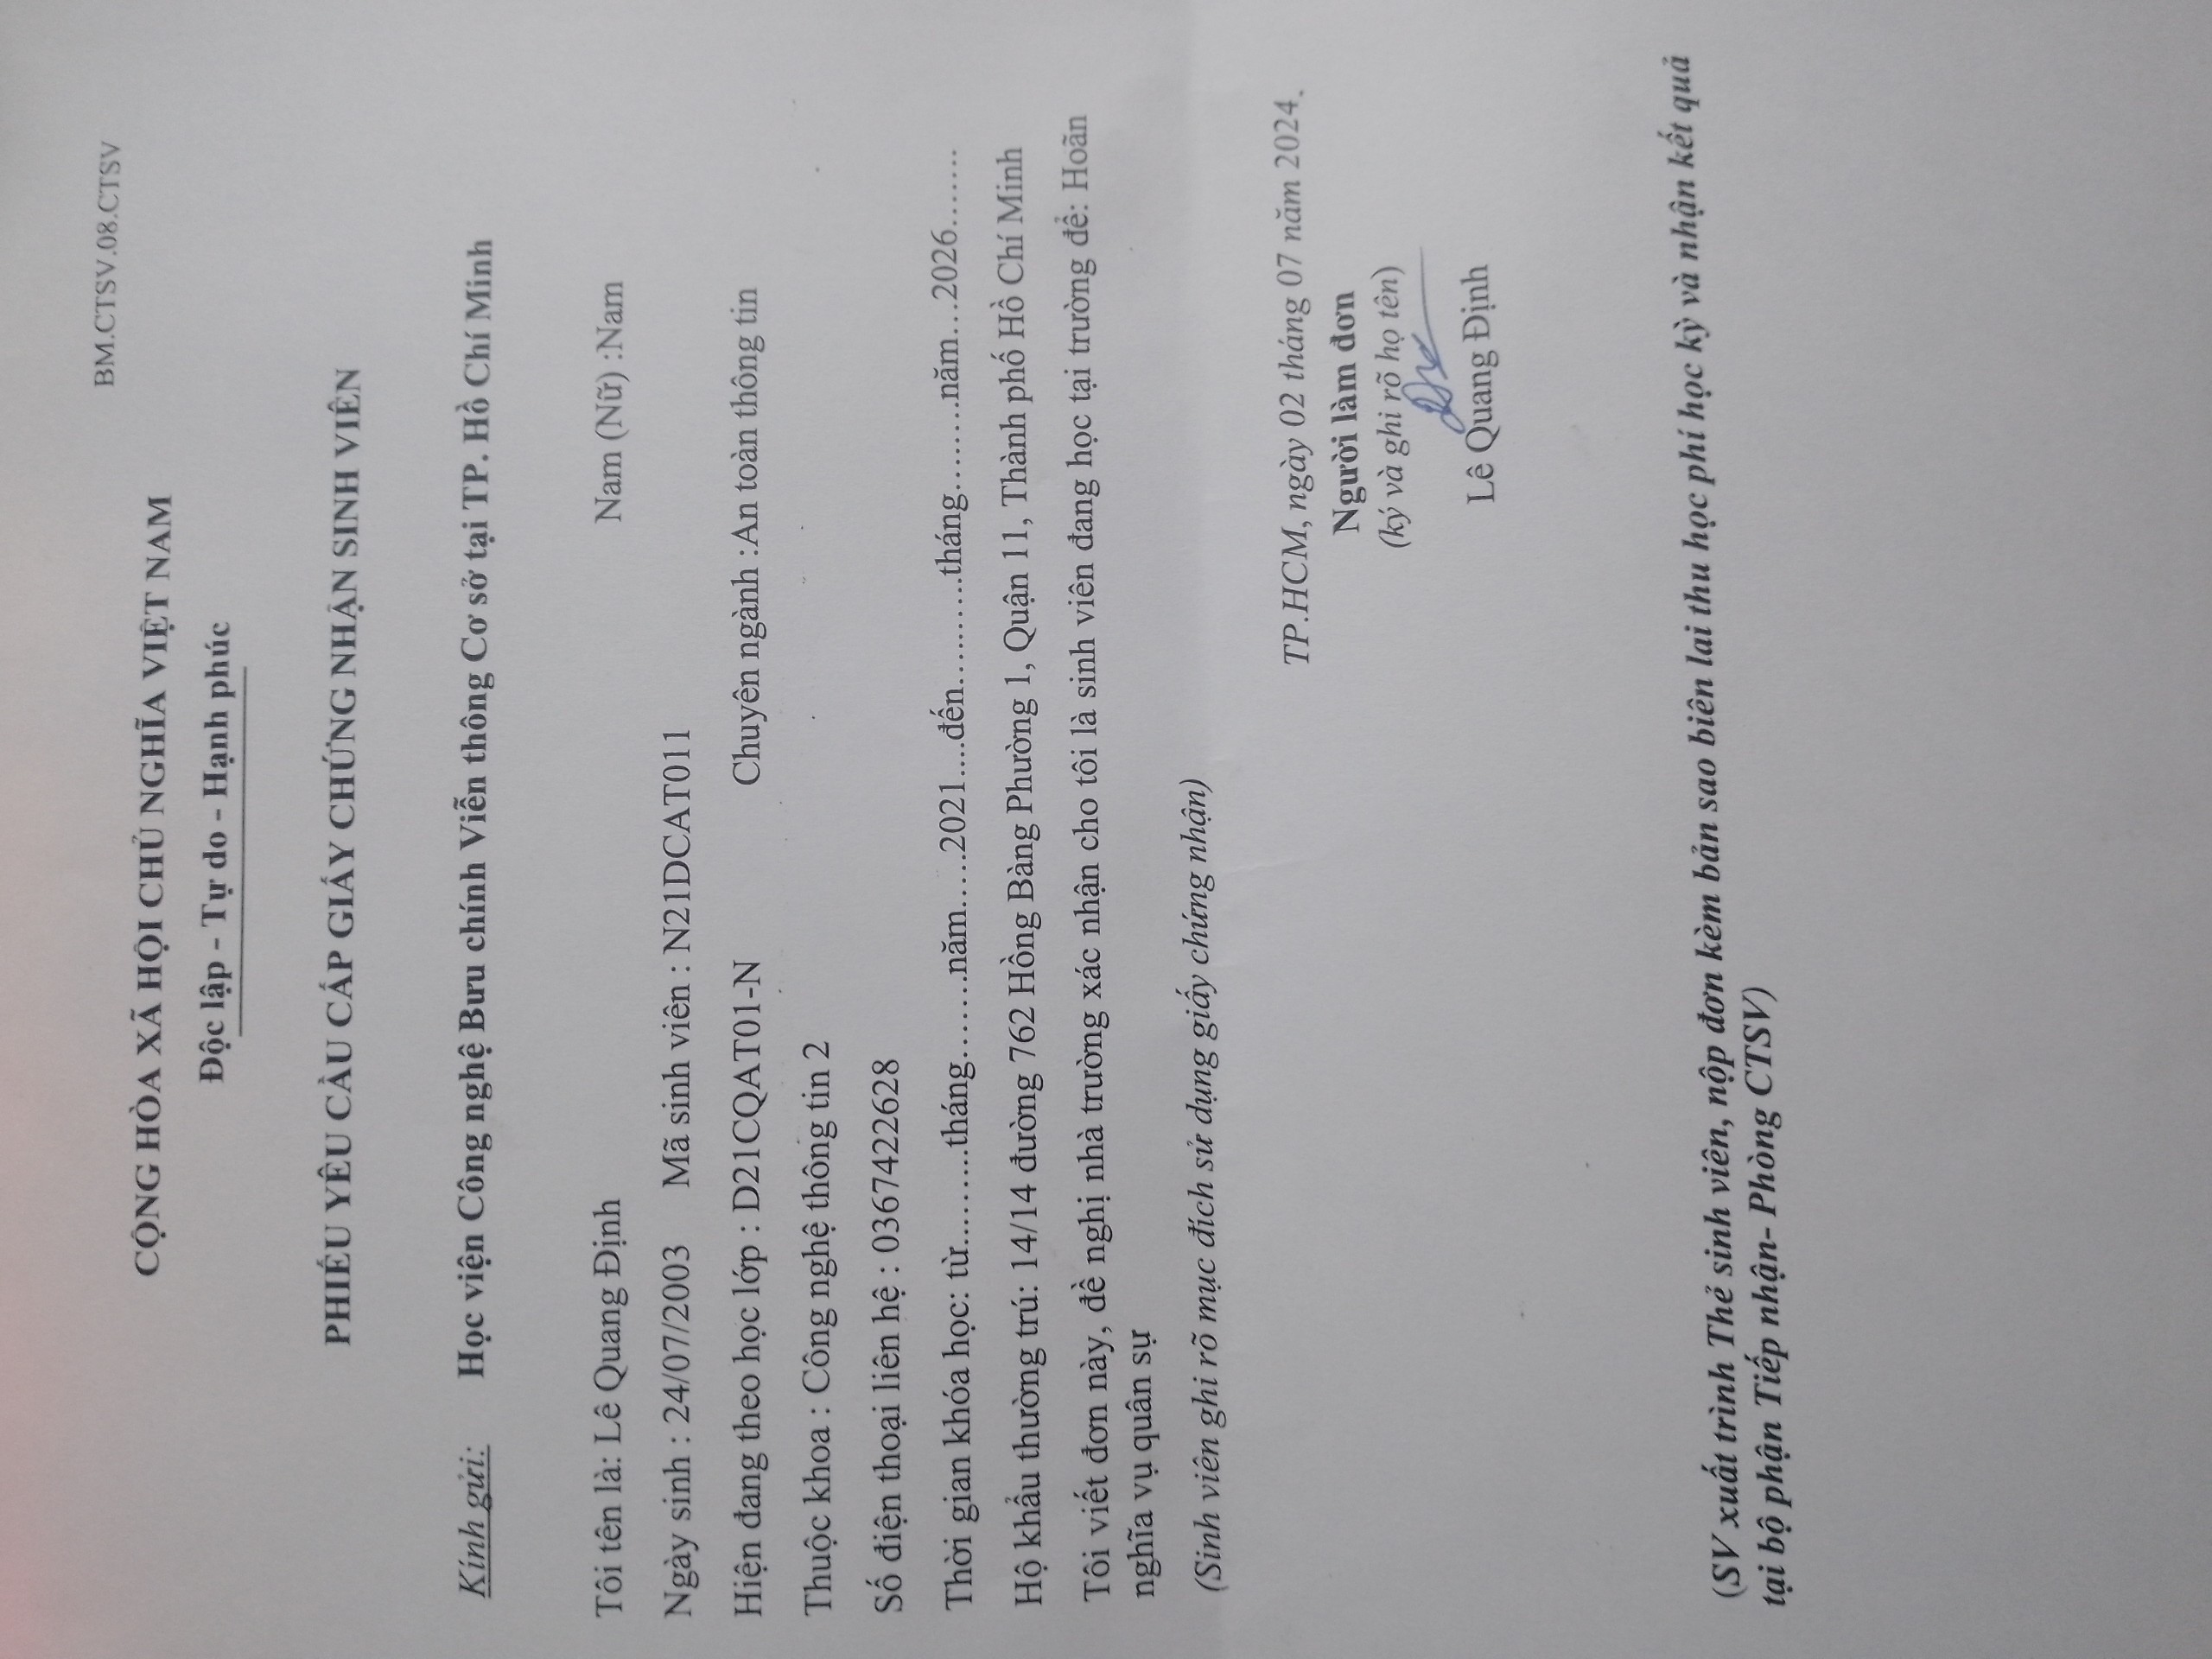 BM.CTSV.08.CTSV
CỘNG HÒA XÃ HỘI CHỦ NGHĨA VIỆT NAM
Độc lập - Tự do - Hạnh phúc
PHIẾU YÊU CẦU CẤP GIẤY CHỨNG NHẬN SINH VIÊN
Kính gửi: Học viện Công nghệ Bưu chính Viễn thông Cơ sở tại TP. Hồ Chí Minh
Tôi tên là: Lê Quang Định Nam (Nữ) :Nam
Ngày sinh : 24/07/2003 Mã sinh viên : N21DCAT011
Hiện đang theo học lớp : D21CQAT01-N Chuyên ngành :An toàn thông tin
Thuộc khoa : Công nghệ thông tin 2
Số điện thoại liên hệ : 0367422628
Thời gian khóa học: từ..........tháng........năm.....2021....đến..........tháng........năm...2026.......
Hộ khẩu thường trú: 14/14 đường 762 Hồng Bàng Phường 1, Quận 11, Thành phố Hồ Chí Minh
Tôi viết đơn này, đề nghị nhà trường xác nhận cho tôi là sinh viên đang học tại trường để: Hoãn
nghĩa vụ quân sự
(Sinh viên ghi rõ mục đích sử dụng giấy chứng nhận)
TP.HCM, ngày 02 tháng 07 năm 2024.
Người làm đơn
(ký và ghi rõ họ tên)
Lê Quang Định
(SV xuất trình Thẻ sinh viên, nộp đơn kèm bản sao biên lai thu học phí học kỳ và nhận kết quả
tại bộ phận Tiếp nhận- Phòng CTSV)